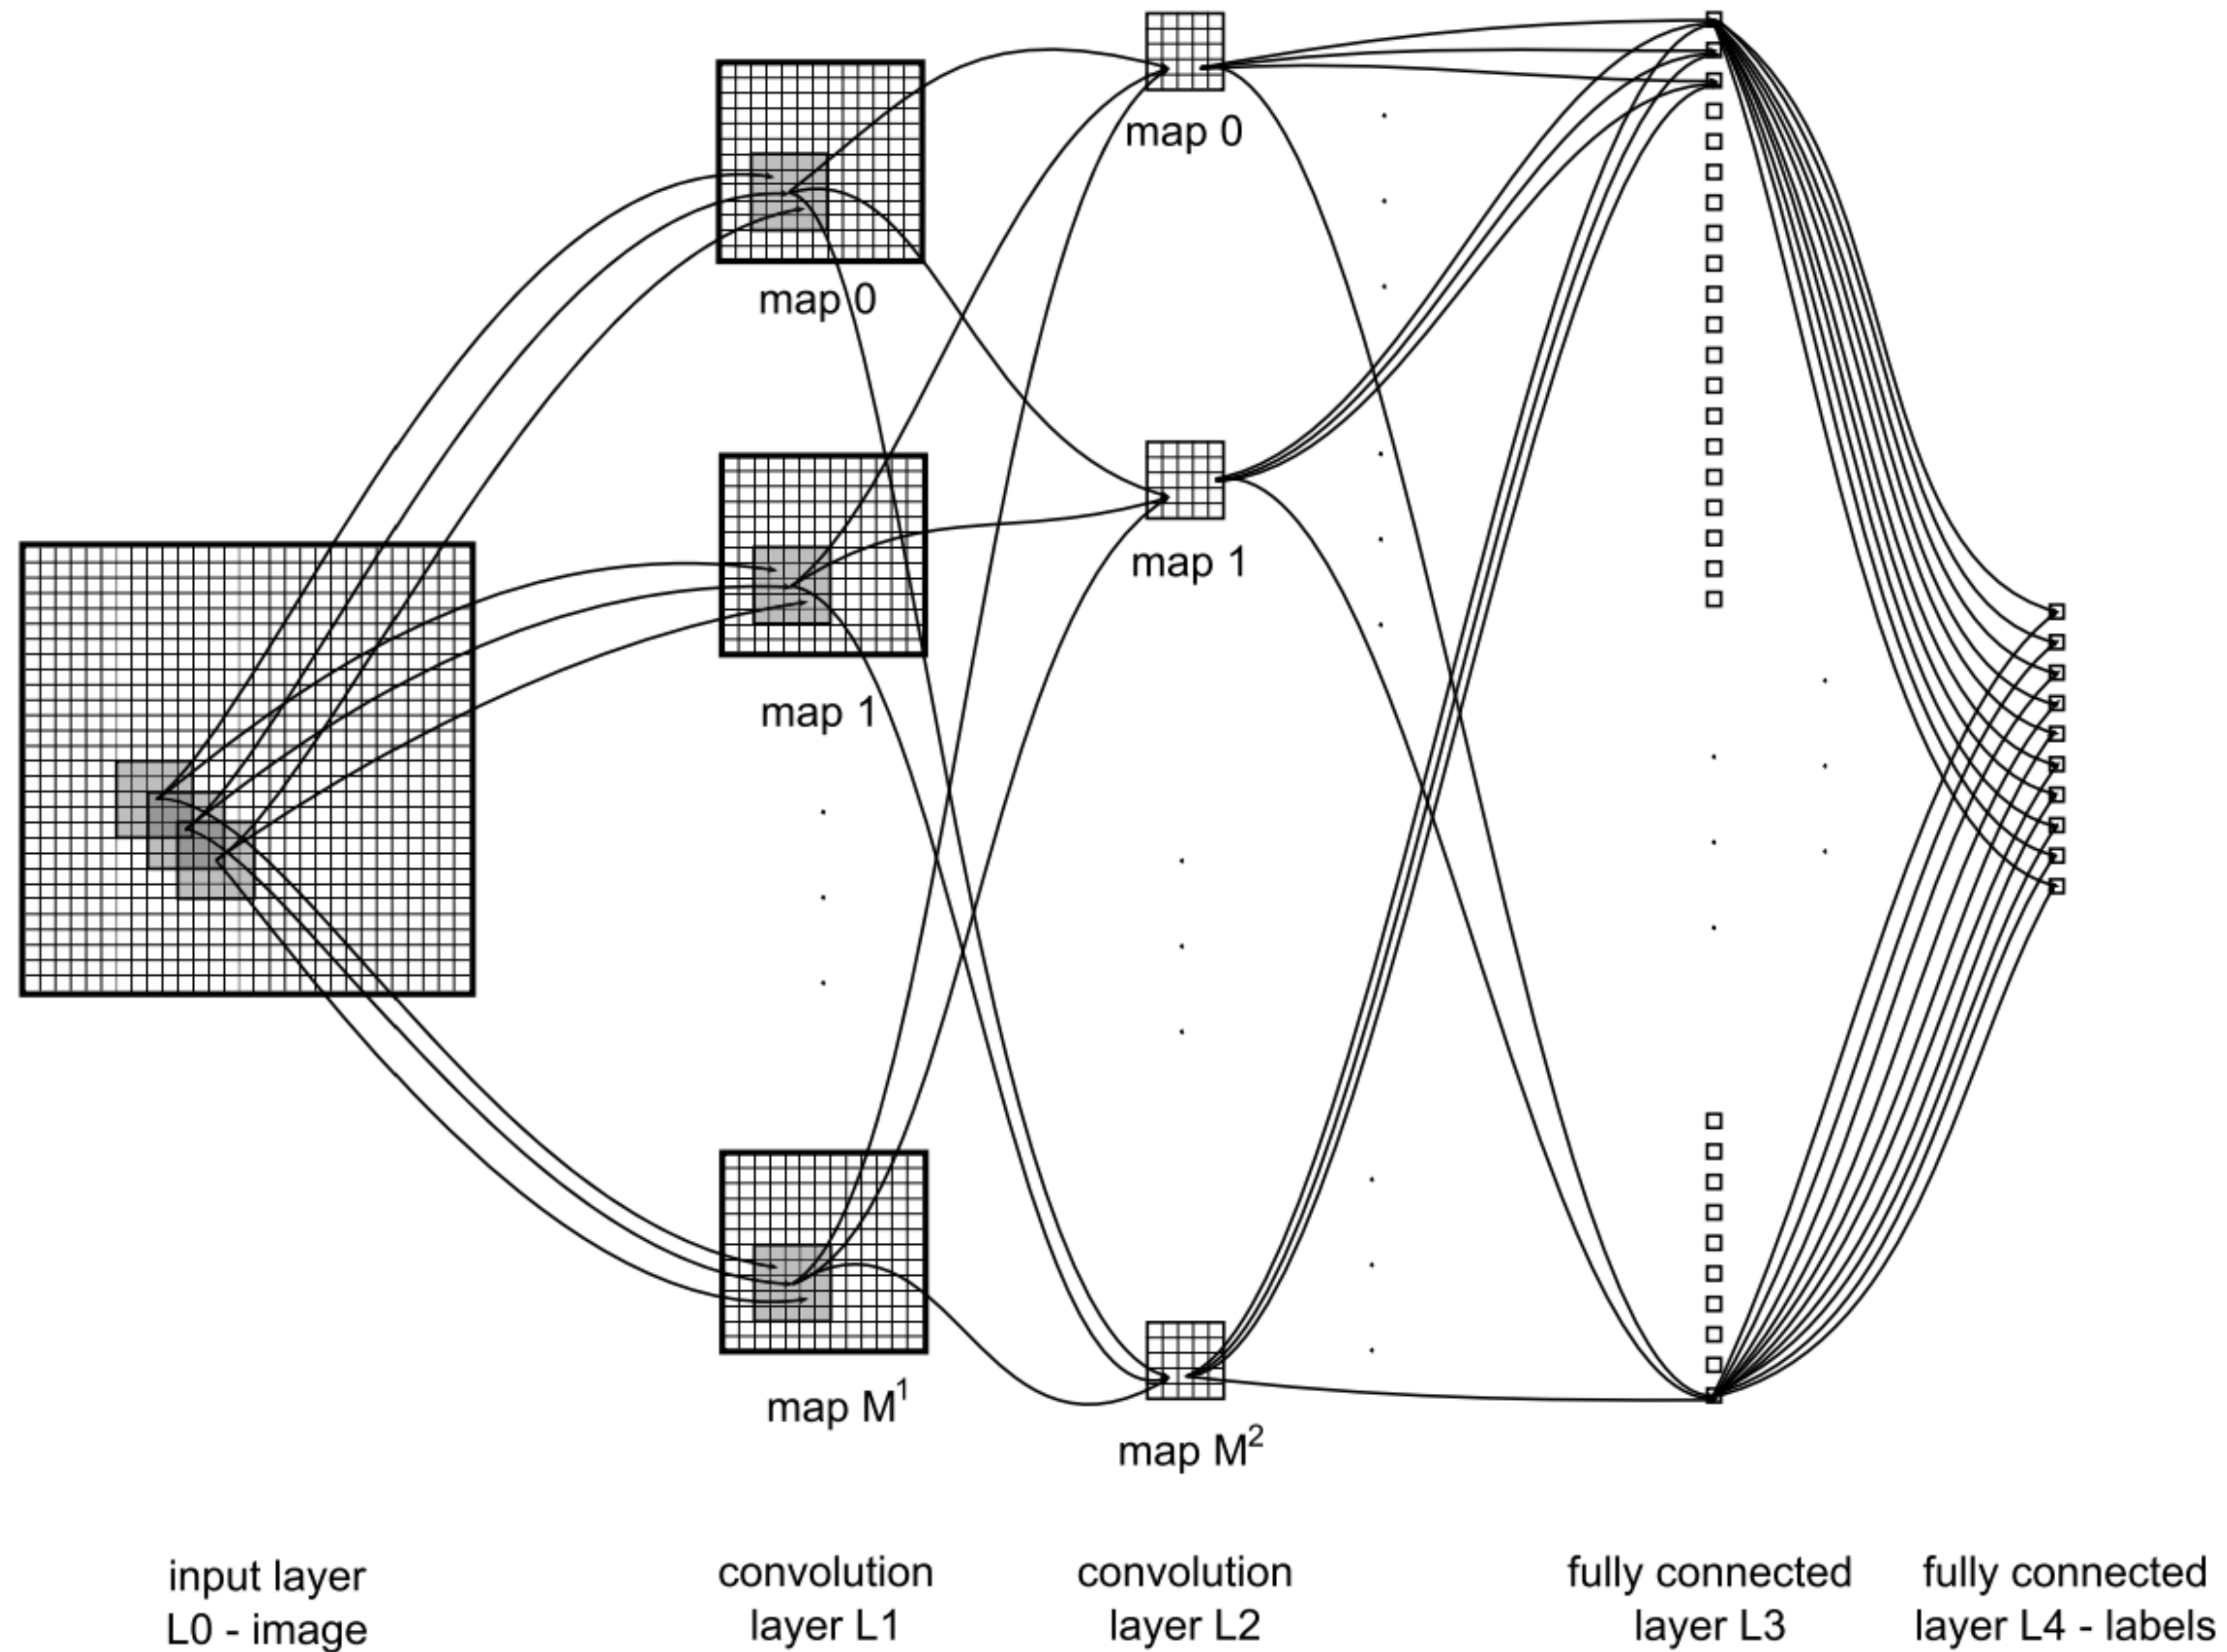 map 0
map 0
map 1
map 1
map M¹
map M²
input layer
L0 - image
convolution
layer L1
convolution
layer L2
fully connected
layer L3
fully connected
layer L4 - labels